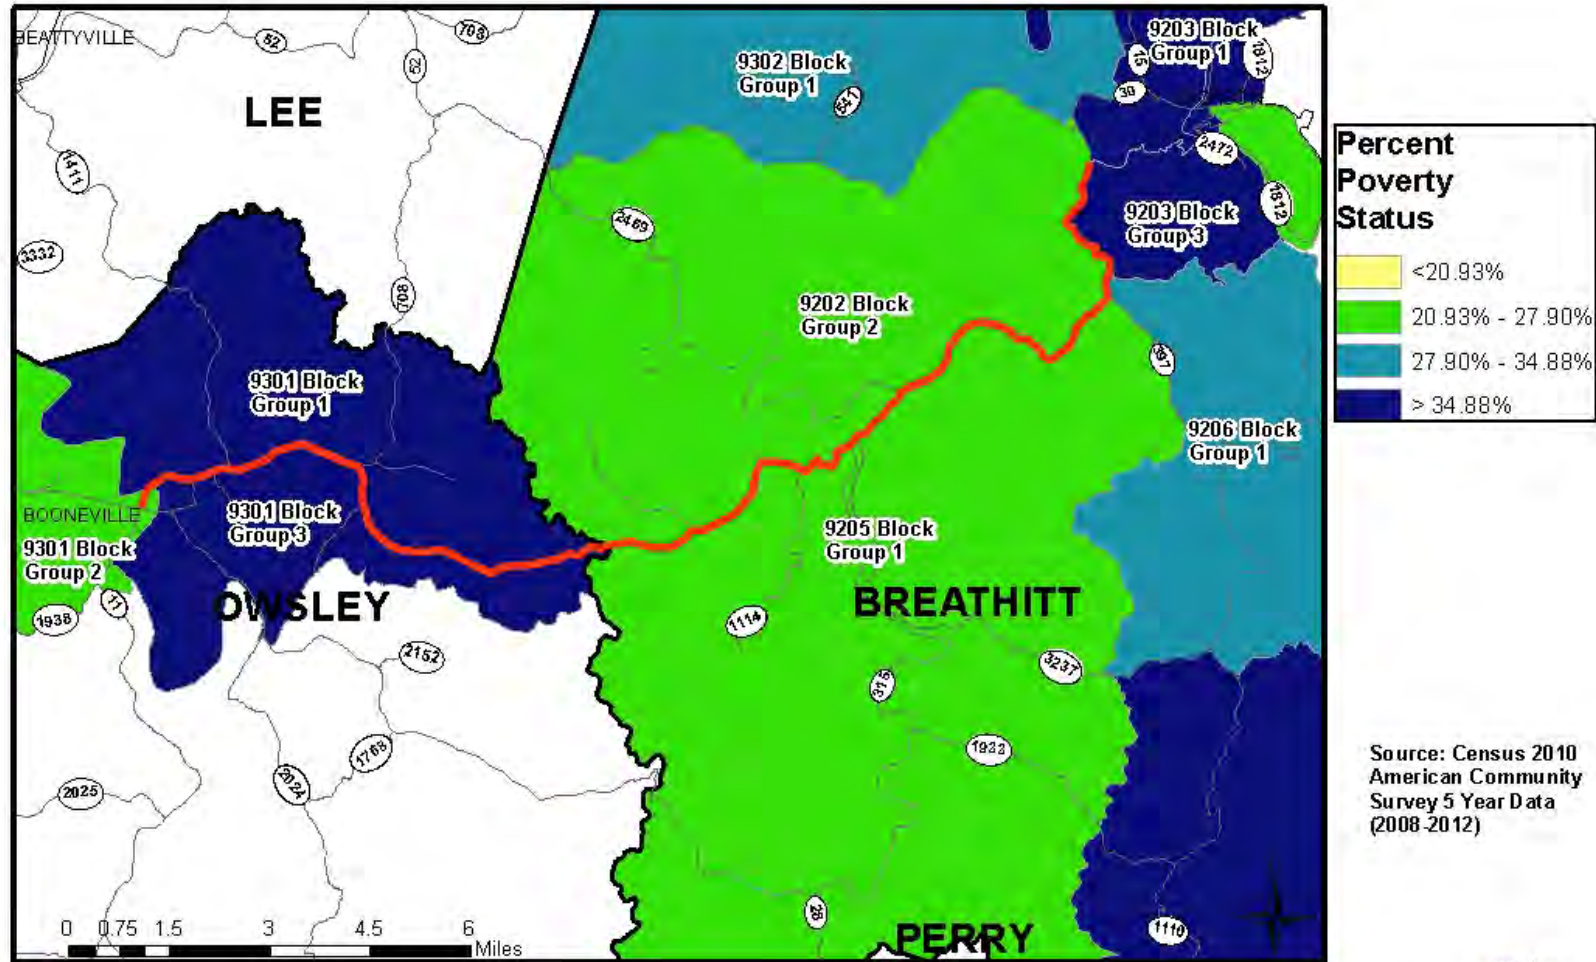 BEATTYVILLE
52
708
52
LEE
9302 Block
Group 1
541
9203 Block
Group 1
15
1812
30
2472
1411
3332
708
2469
9203 Block
Group 3
1812
9202 Block
Group 2
397
9301 Block
Group 1
9206 Block
Group 1
BOONEVILLE
9301 Block
Group 3
9301 Block
Group 2
9205 Block
Group 1
11
1938
OWSLEY
BREATHITT
1114
2152
3237
315
1933
1768
2024
2025
28
1110
PERRY
0 0.75 1.5 3 4.5 6
Miles
Percent
Poverty
Status
<20.93%
20.93% - 27.90%
27.90% - 34.88%
> 34.88%
Source: Census 2010
American Community
Survey 5 Year Data
(2008-2012)